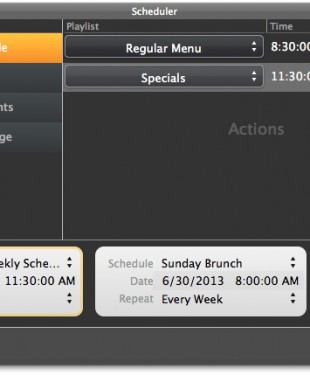 Scheduler
Playlist Time
Regular Menu 8:30:00
Specials 11:30:0
Actions
Schedule Sunday Brunch
11:30:00 AM Date 6/30/2013 8:00:00 AM
Repeat Every Week